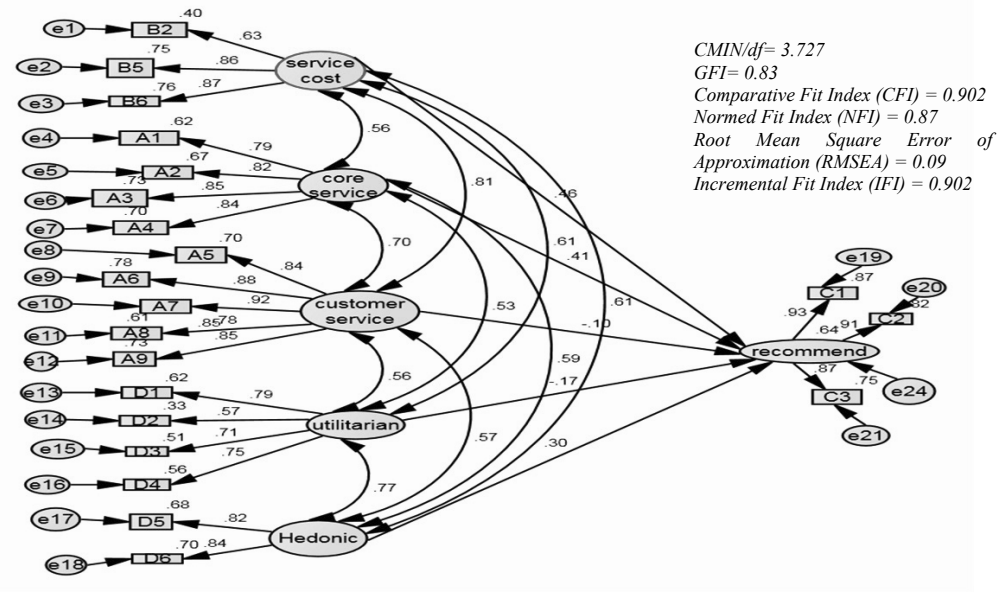 CMIN/df= 3.727
GFI= 0.83
Comparative Fit Index (CFI) = 0.902
Normed Fit Index (NFI) = 0.87
Root Mean Square Error of
Approximation (RMSEA) = 0.09
Incremental Fit Index (IFI) = 0.902
.40
e1 B2 .63
.75
e2 B5 .86
service
cost
.76
e3 B6 .87
.62
e4 A1 .79
.56
.67
e5 A2 .82
core
service
.73
e6 A3 .85
.81
.46
.70
e7 A4 .84
.70
e8 A5 .84
.70
.61
.41
.78
e9 A6 .88
e10 A7 .92
customer
service
.53
.61
-.10
.61
e11 A8 .85 .78
.73
e12 A9 .85
.59
-.17
.56
.62
e13 D1 .79
.33
e14 D2 .57
utilitarian
.51
e15 D3 .71
.57
.30
.56
e16 D4 .75
.77
.68
e17 D5 .82
Hedonic
.70
e18 D6 .84
e19
.87
C1
e20
.82
C2
.93
.64
.91
recommend
.87
.75
C3
e24
e21